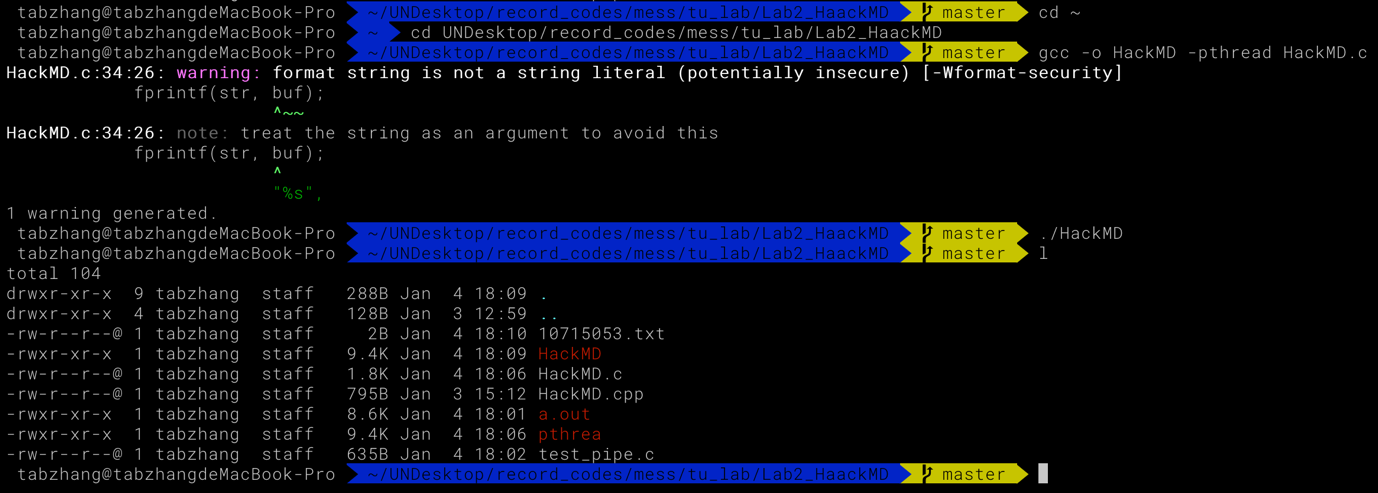 tabzhang@tabzhangdeMacBook-Pro ~/UNDesktop/record_codes/mess/tu_lab/Lab2_HaackMD master cd ~
tabzhang@tabzhangdeMacBook-Pro ~ cd UNDesktop/record_codes/mess/tu_lab/Lab2_HaackMD
tabzhang@tabzhangdeMacBook-Pro ~/UNDesktop/record_codes/mess/tu_lab/Lab2_HaackMD master gcc -o HackMD -pthread HackMD.c
HackMD.c:34:26: warning: format string is not a string literal (potentially insecure) [-Wformat-security]
fprintf(str, buf);
^~~
HackMD.c:34:26: note: treat the string as an argument to avoid this
fprintf(str, buf);
^
"%s",
1 warning generated.
tabzhang@tabzhangdeMacBook-Pro ~/UNDesktop/record_codes/mess/tu_lab/Lab2_HaackMD master ./HackMD
tabzhang@tabzhangdeMacBook-Pro ~/UNDesktop/record_codes/mess/tu_lab/Lab2_HaackMD master l
total 104
drwxr-xr-x 9 tabzhang staff 288B Jan 4 18:09 .
drwxr-xr-x 4 tabzhang staff 128B Jan 3 12:59 ..
-rw-r--r--@ 1 tabzhang staff 2B Jan 4 18:10 10715053.txt
-rwxr-xr-x 1 tabzhang staff 9.4K Jan 4 18:09 HackMD
-rw-r--r--@ 1 tabzhang staff 1.8K Jan 4 18:06 HackMD.c
-rw-r--r--@ 1 tabzhang staff 795B Jan 3 15:12 HackMD.cpp
-rwxr-xr-x 1 tabzhang staff 8.6K Jan 4 18:01 a.out
-rwxr-xr-x 1 tabzhang staff 9.4K Jan 4 18:06 pthrea
-rw-r--r--@ 1 tabzhang staff 635B Jan 4 18:02 test_pipe.c
tabzhang@tabzhangdeMacBook-Pro ~/UNDesktop/record_codes/mess/tu_lab/Lab2_HaackMD master